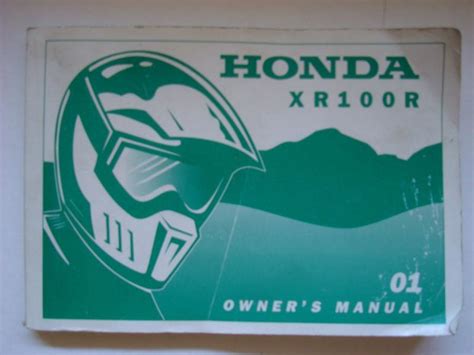 HONDA
XR100R
01
OWNER'S MANUAL